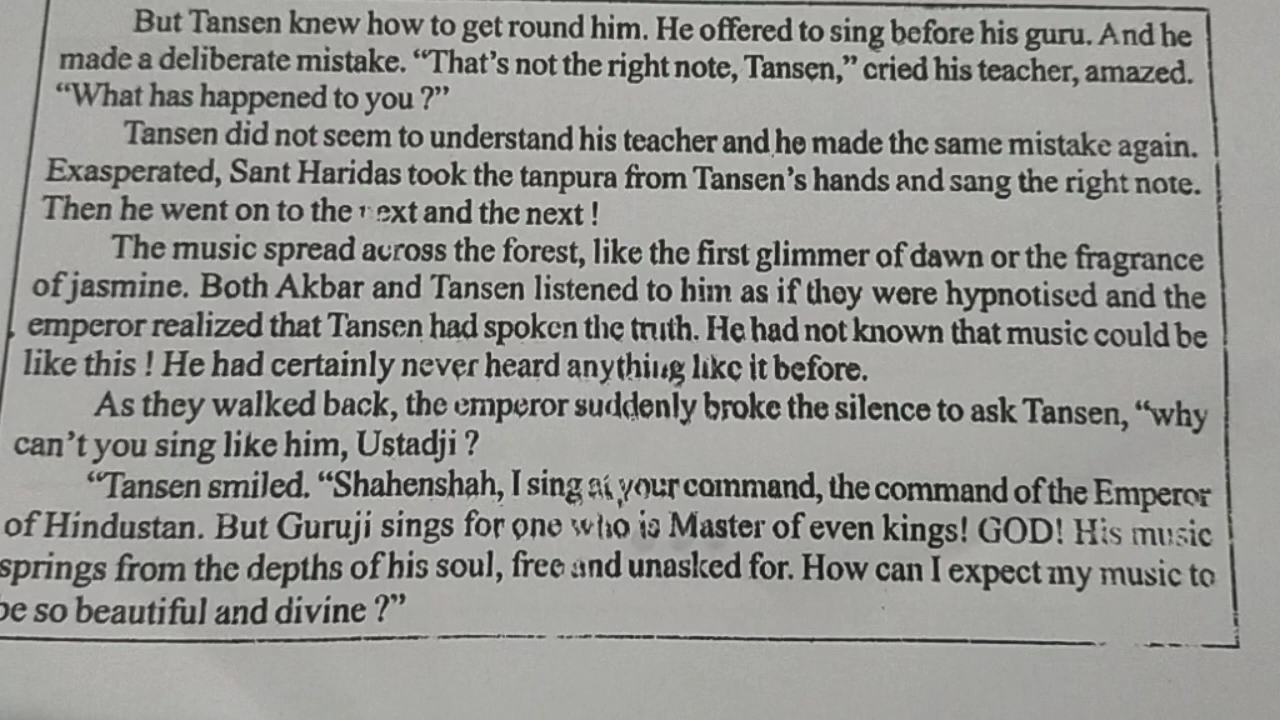 But Tansen knew how to get round him. He offered to sing before his guru. And he
made a deliberate mistake. “That’s not the right note, Tansen,” cried his teacher, amazed.
“What has happened to you ?”
Tansen did not seem to understand his teacher and he made the same mistake again.
Exasperated, Sant Haridas took the tanpura from Tansen’s hands and sang the right note.
Then he went on to the next and the next !
The music spread across the forest, like the first glimmer of dawn or the fragrance
of jasmine. Both Akbar and Tansen listened to him as if they were hypnotised and the
emperor realized that Tansen had spoken the truth. He had not known that music could be
like this ! He had certainly never heard anything like it before.
As they walked back, the emperor suddenly broke the silence to ask Tansen, “why
can’t you sing like him, Ustadji ?
“Tansen smiled. “Shahenshah, I sing at your command, the command of the Emperor
of Hindustan. But Guruji sings for one who is Master of even kings! GOD! His music
springs from the depths of his soul, free and unasked for. How can I expect my music to
be so beautiful and divine ?”